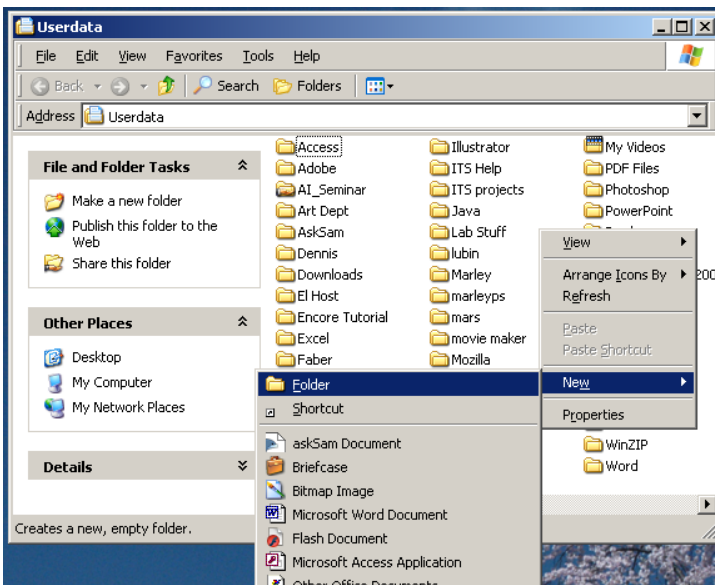 Userdata
File Edit View Favorites Tools Help
Back Search Folders
Address Userdata
File and Folder Tasks
Make a new folder
Publish this folder to the
Web
Share this folder
Other Places
Desktop
My Computer
My Network Places
Details
Access
Adobe
AI_Seminar
Art Dept
AskSam
Dennis
Downloads
El Host
Encore Tutorial
Excel
Faber
Illustrator
ITS Help
ITS projects
Java
Lab Stuff
lubin
Marley
marleyps
mars
movie maker
Mozilla
My Videos
PDF Files
Photoshop
PowerPoint
WinZIP
Word
View
Arrange Icons By
Refresh
Paste
Paste Shortcut
New
Properties
Folder
Shortcut
askSam Document
Briefcase
Bitmap Image
Microsoft Word Document
Flash Document
Microsoft Access Application
Other Office Documents
Creates a new, empty folder.